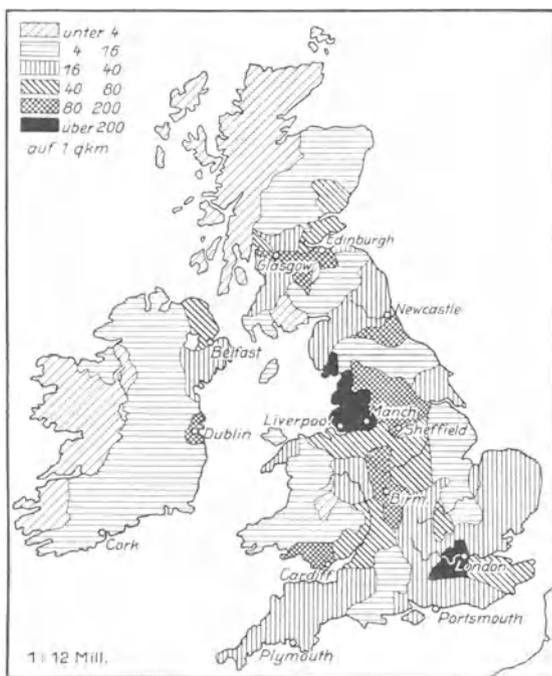 unter 4
4 16
16 40
40 80
80 200
über 200
auf 1 qkm
Edinburgh
Glasgow
Newcastle
Belfast
Liverpool
Manch
Sheffield
Dublin
Birm.
Cork
Cardiff
London
Portsmouth
Plymouth
1:12 Mill.